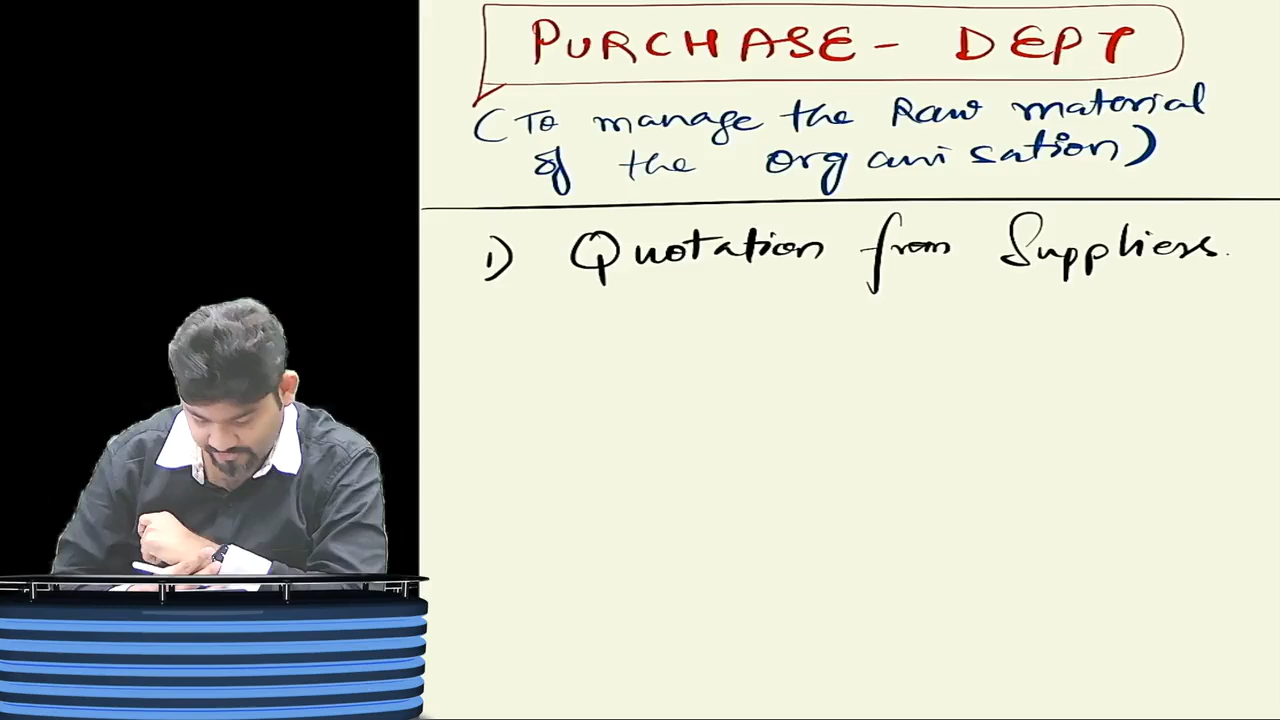 PURCHASE - DEPT
(To manage the Raw material
of the organisation)
1) Quotation from Suppliers.